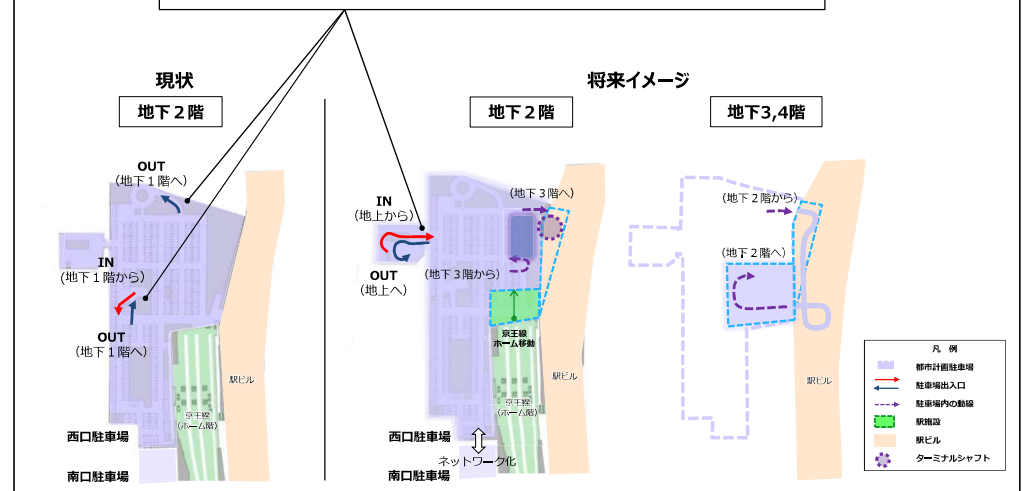 現状
将来イメージ
地下２階
地下２階
地下3,4階
OUT
（地下１階へ）
IN
（地下１階から）
OUT
（地下１階へ）
駅ビル
京王線
（ホーム階）
西口駐車場
南口駐車場
IN
（地上から）
OUT
（地上へ）
（地下３階へ）
（地下３階から）
京王線
ホーム移動
駅ビル
京王線
（ホーム階）
西口駐車場
ネットワーク化
南口駐車場
（地下２階から）
（地下２階へ）
駅ビル
凡　例
都市計画駐車場
駐車場出入口
駐車場内の動線
駅施設
駅ビル
ターミナルシャフト